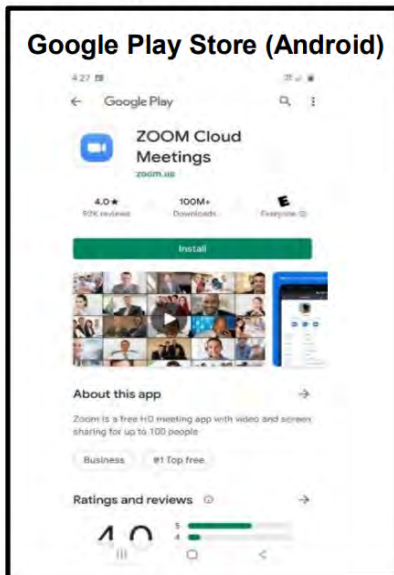 Google Play Store (Android)
4:27
Google Play
ZOOM Cloud
Meetings
zoom.us
4.0★ 100M+ E
92K reviews Downloads Everyone
Install
About this app
Zoom is a free HD meeting app with video and screen
sharing for up to 100 people
Business #1 Top free
Ratings and reviews
4.0
5
4